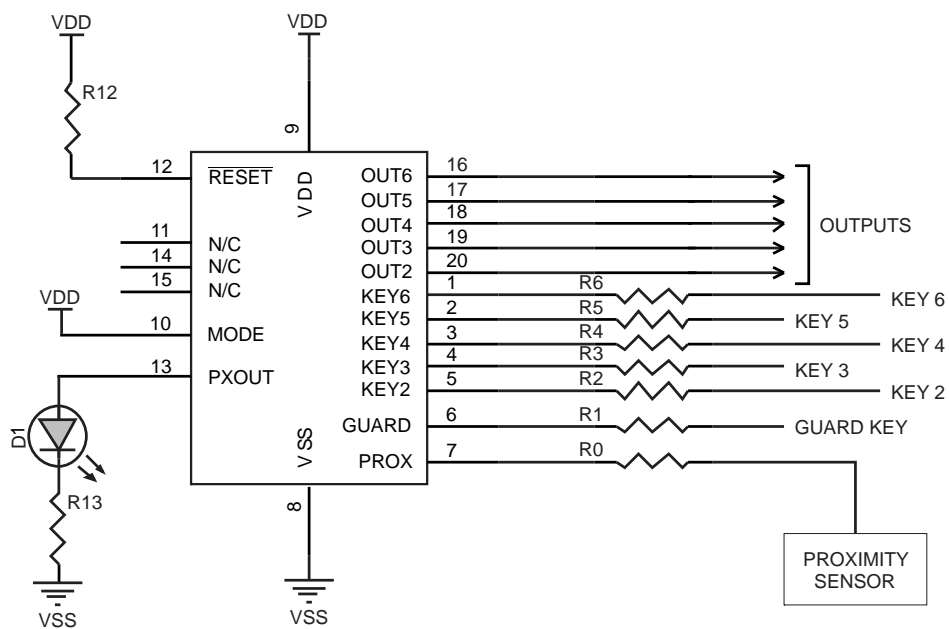 VDD
VDD
R12
9
12
RESET
VDD
OUT6
16
OUT5
17
OUT4
18
OUT3
19
OUT2
20
OUTPUTS
11
N/C
14
N/C
15
N/C
VDD
10
MODE
13
PXOUT
KEY6
1
R6
KEY 6
KEY5
2
R5
KEY 5
KEY4
3
R4
KEY 4
KEY3
4
R3
KEY 3
KEY2
5
R2
KEY 2
GUARD
6
R1
GUARD KEY
PROX
7
R0
D1
R13
VSS
VSS
8
VSS
PROXIMITY
SENSOR